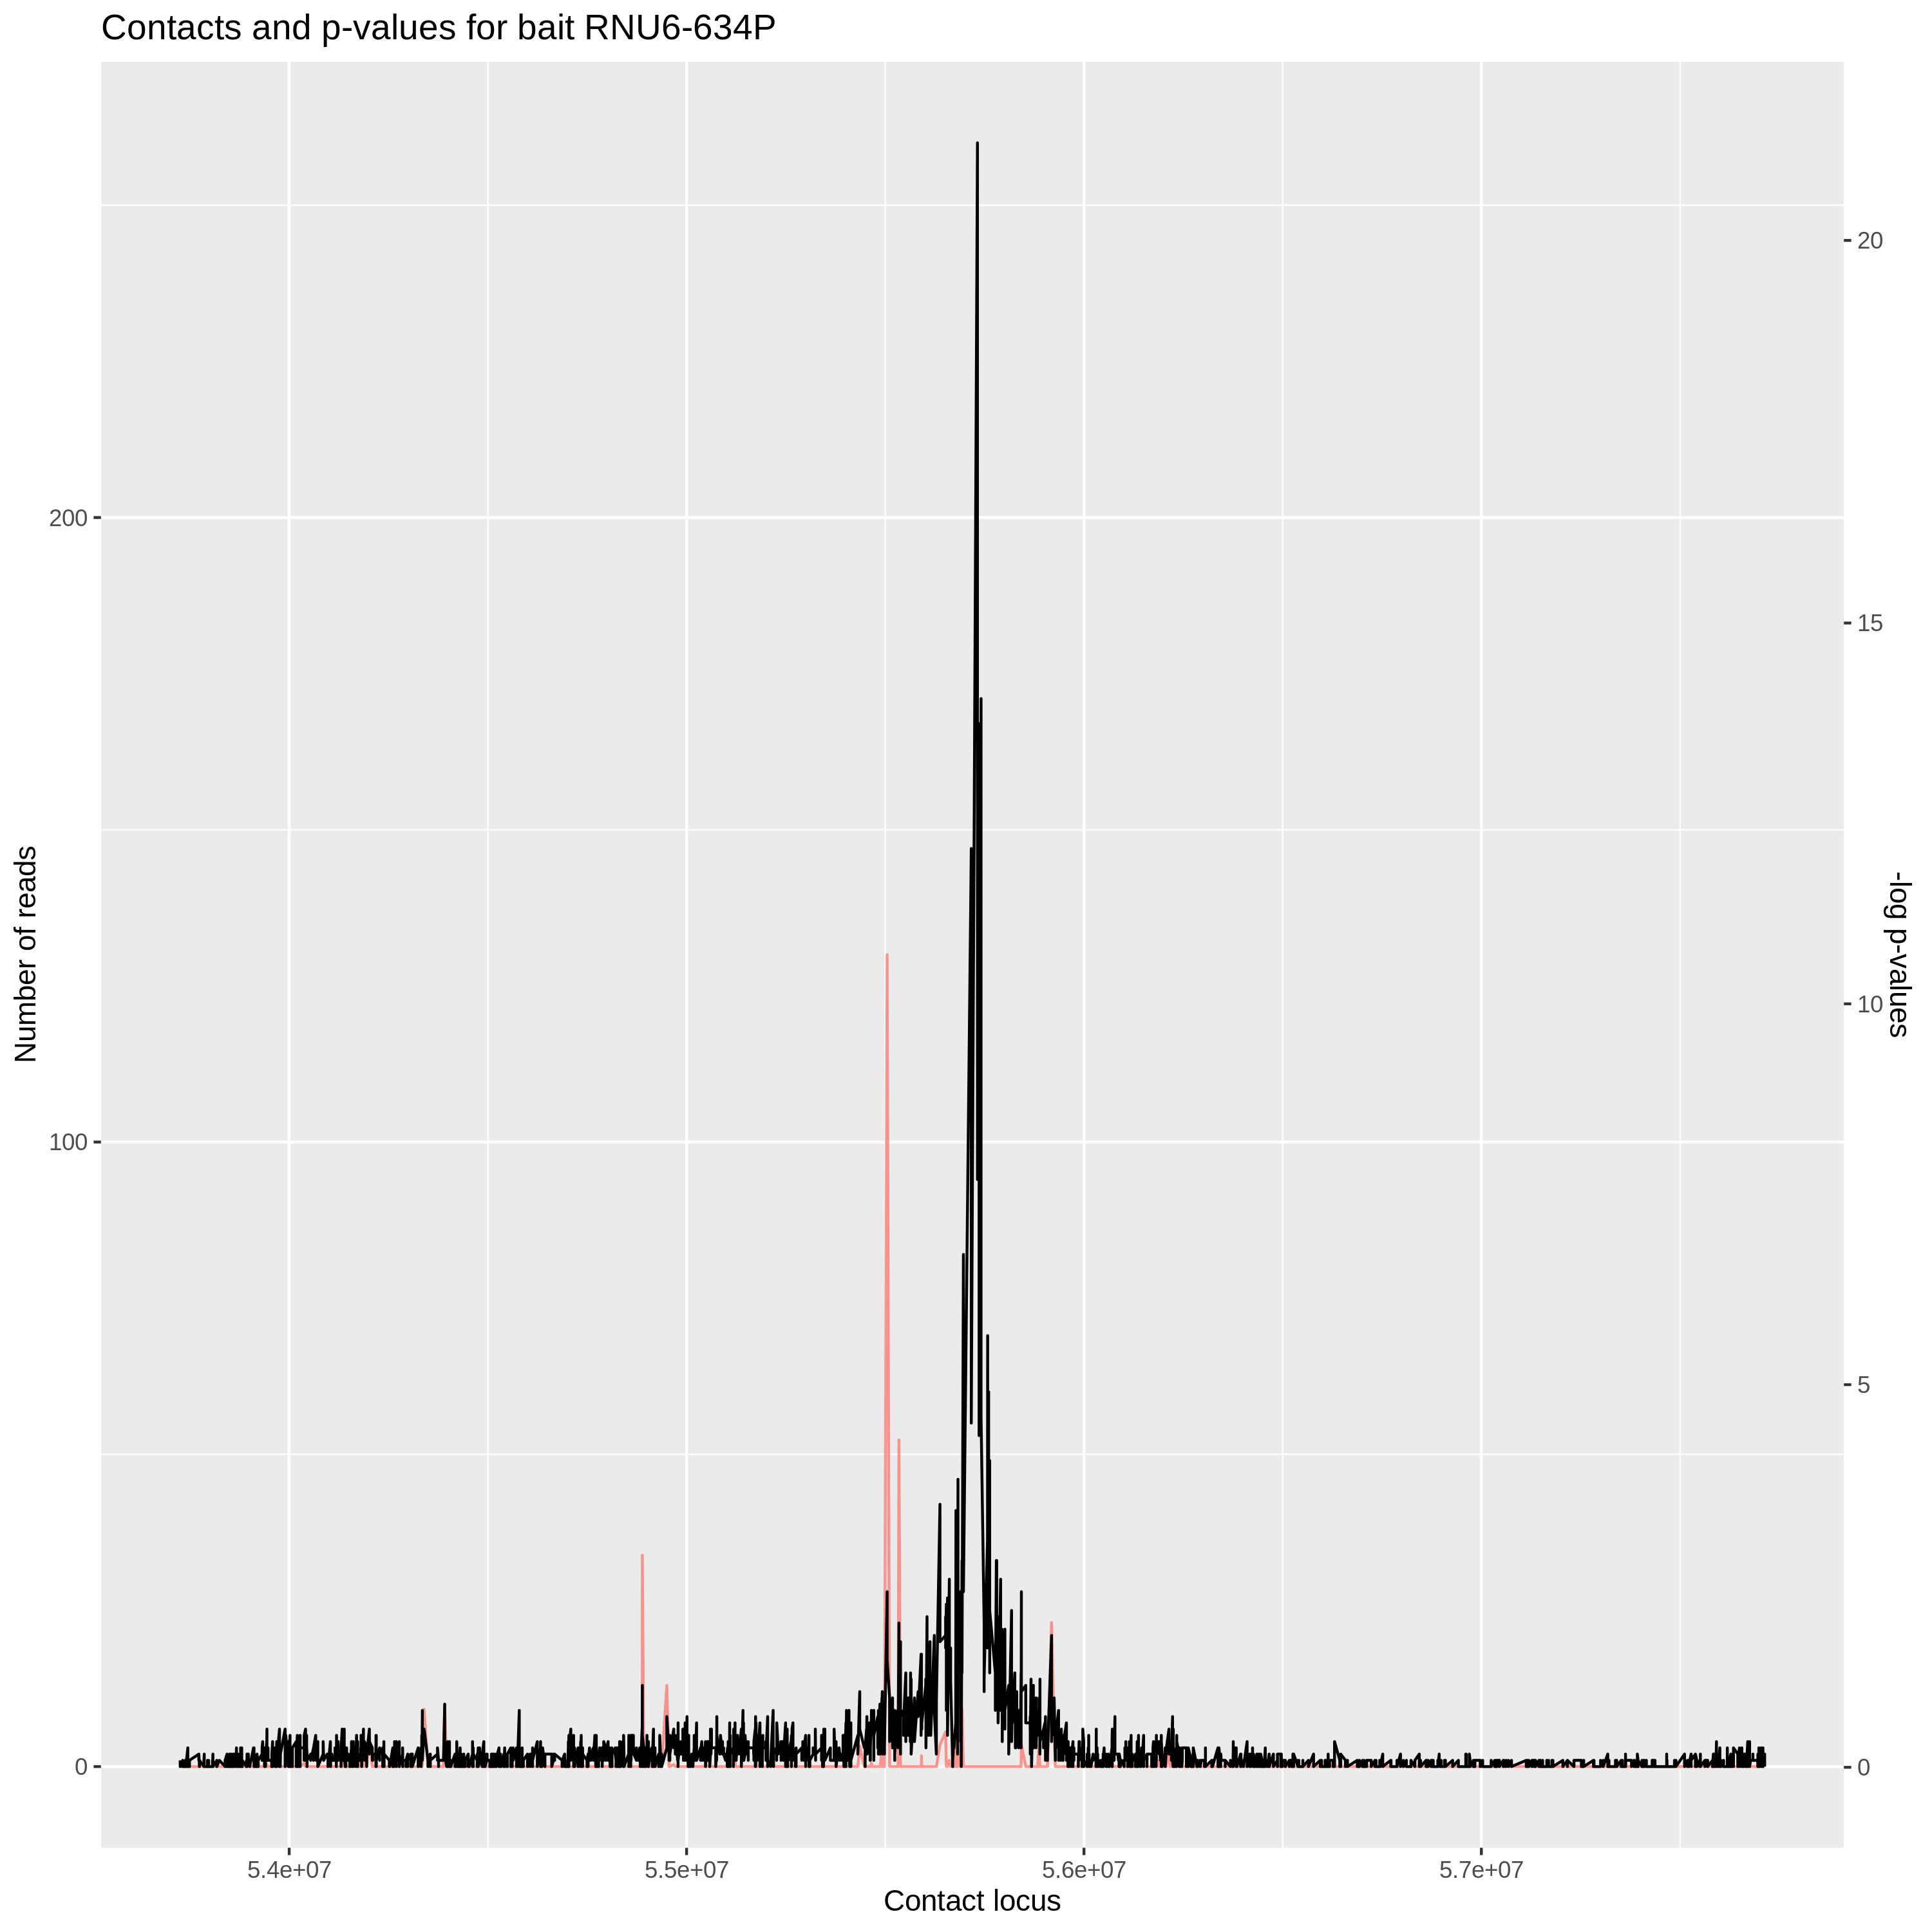 Contacts and p-values for bait RNU6-634P
Number of reads
200
100
0
20
15
10
5
0
-log p-values
5.4e+07
5.5e+07
5.6e+07
5.7e+07
Contact locus